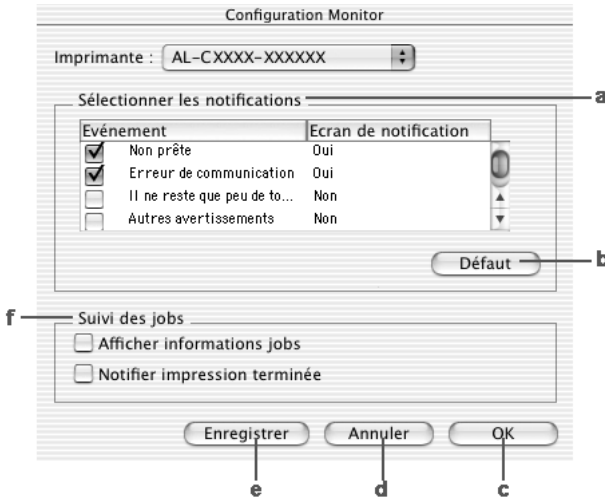 Configuration Monitor
Imprimante : AL-CXXXX-XXXXXX
Sélectionner les notifications a
Evénement Ecran de notification
Non prête Oui
Erreur de communication Oui
Il ne reste que peu de to... Non
Autres avertissements Non
Défaut b
f Suivi des jobs
Afficher informations jobs
Notifier impression terminée
Enregistrer Annuler OK
e d c